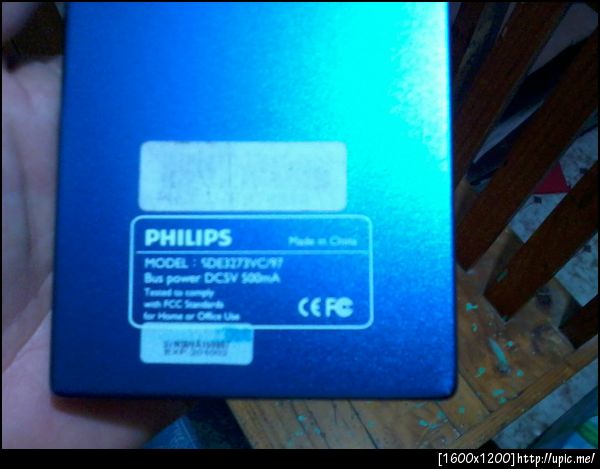 PHILIPS
Made in China
MODEL : SDE3273VC/97
Bus power DC5V 500mA
Tested to comply
with FCC Standards
for Home or Office Use
CE FC
EXP
[1600x1200]http://upic.me/